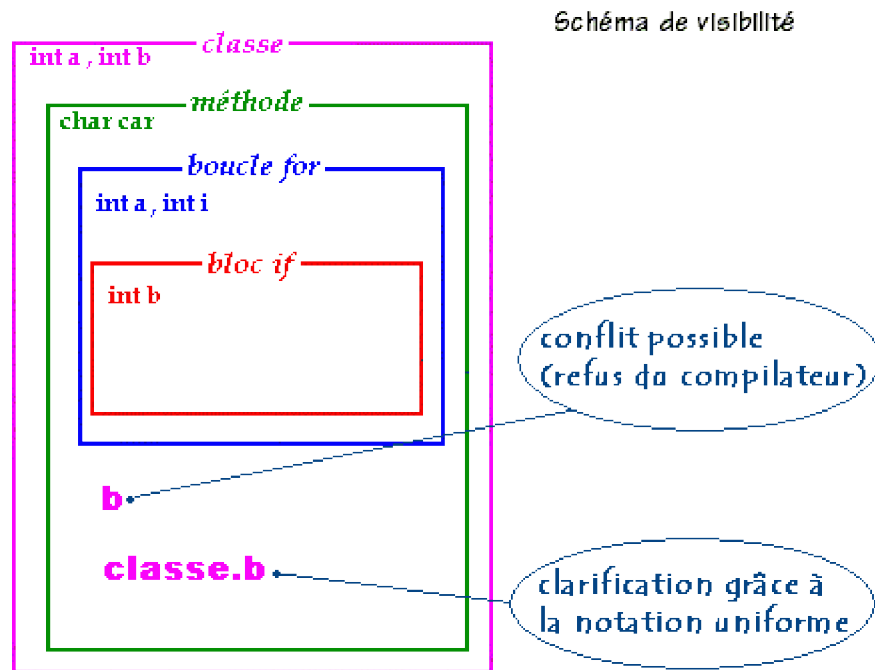 Schéma de visibilité
classe
int a , int b
méthode
char car
boucle for
int a , int i
bloc if
int b
conflit possible
(refus du compilateur)
b
classe.b
clarification grâce à
la notation uniforme